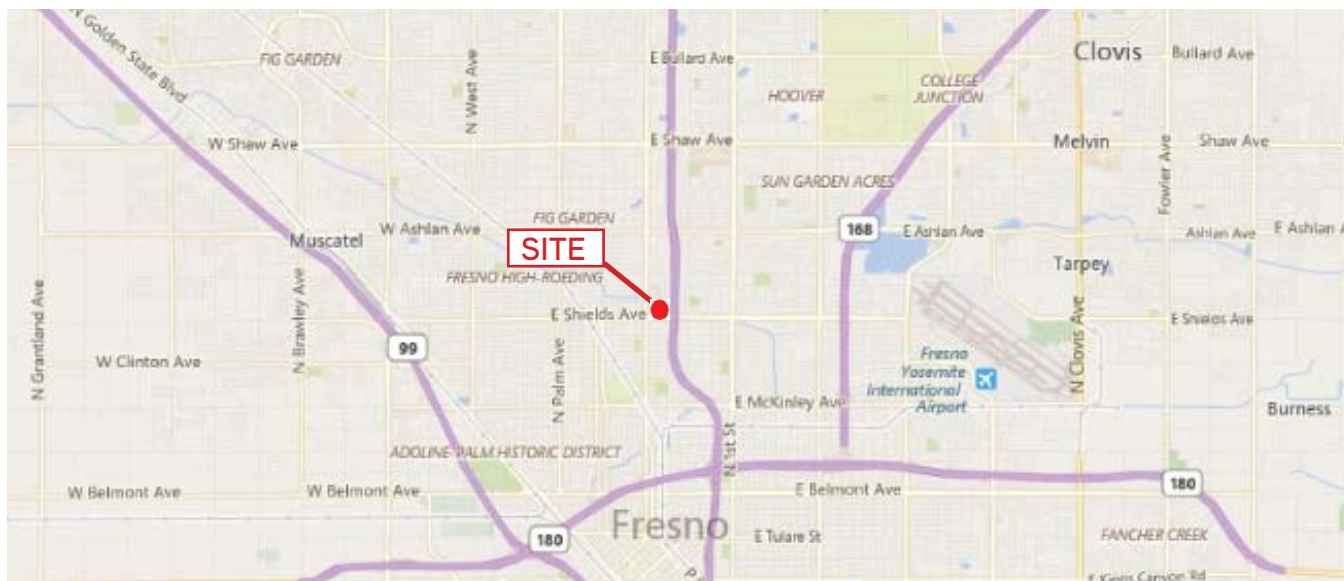 N Golden State Blvd
FIG GARDEN
N West Ave
E Bullard Ave
Clovis
Bullard Ave
HOOVER
COLLEGE
JUNCTION
W Shaw Ave
E Shaw Ave
Melvin
Shaw Ave
SUN GARDEN ACRES
Fowler Ave
FIG GARDEN
W Ashlan Ave
Muscatel
168
E Ashlan Ave
Ashlan Ave
E Ashlan A
SITE
Tarpey
FRESNO HIGH-ROEDING
N Grantland Ave
N Brawley Ave
E Shields Ave
E Shields Ave
N Clovis Ave
99
W Clinton Ave
N Palm Ave
Fresno
Yosemite
International
Airport
E McKinley Ave
Burness
N 1st St
ADOLINE-PALM HISTORIC DISTRICT
W Belmont Ave
W Belmont Ave
E Belmont Ave
180
180
Fresno
E Tulare St
FANCHER CREEK
E Kings Canyon Rd